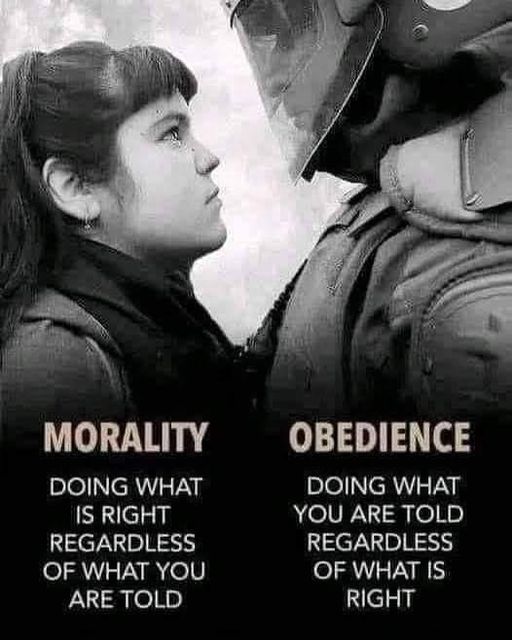 MORALITY
DOING WHAT
IS RIGHT
REGARDLESS
OF WHAT YOU
ARE TOLD
OBEDIENCE
DOING WHAT
YOU ARE TOLD
REGARDLESS
OF WHAT IS
RIGHT